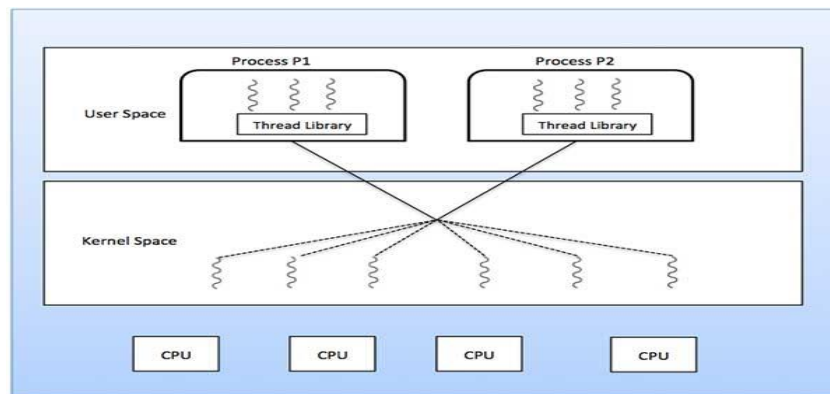 Process P1
Process P2
User Space
Thread Library
Thread Library
Kernel Space
CPU
CPU
CPU
CPU